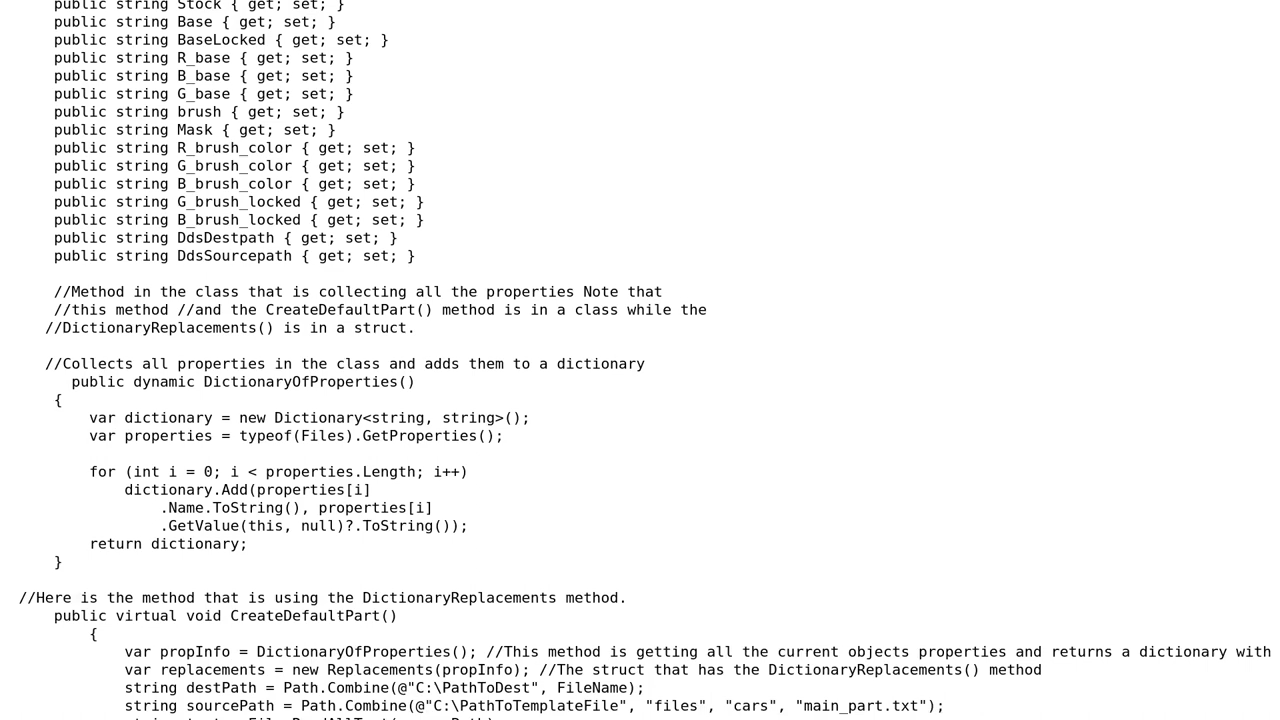 public string Stock { get; set; }
public string Base { get; set; }
public string BaseLocked { get; set; }
public string R_base { get; set; }
public string B_base { get; set; }
public string G_base { get; set; }
public string brush { get; set; }
public string Mask { get; set; }
public string R_brush_color { get; set; }
public string G_brush_color { get; set; }
public string B_brush_color { get; set; }
public string G_brush_locked { get; set; }
public string B_brush_locked { get; set; }
public string DdsDestpath { get; set; }
public string DdsSourcepath { get; set; }
//Method in the class that is collecting all the properties Note that
//this method //and the CreateDefaultPart() method is in a class while the
//DictionaryReplacements() is in a struct.
//Collects all properties in the class and adds them to a dictionary
public dynamic DictionaryOfProperties()
{
var dictionary = new Dictionary<string, string>();
var properties = typeof(Files).GetProperties();
for (int i = 0; i < properties.Length; i++)
dictionary.Add(properties[i]
.Name.ToString(), properties[i]
.GetValue(this, null)?.ToString());
return dictionary;
}
//Here is the method that is using the DictionaryReplacements method.
public virtual void CreateDefaultPart()
{
var propInfo = DictionaryOfProperties(); //This method is getting all the current objects properties and returns a dictionary with
var replacements = new Replacements(propInfo); //The struct that has the DictionaryReplacements() method
string destPath = Path.Combine(@"C:\PathToDest", FileName);
string sourcePath = Path.Combine(@"C:\PathToTemplateFile", "files", "cars", "main_part.txt");